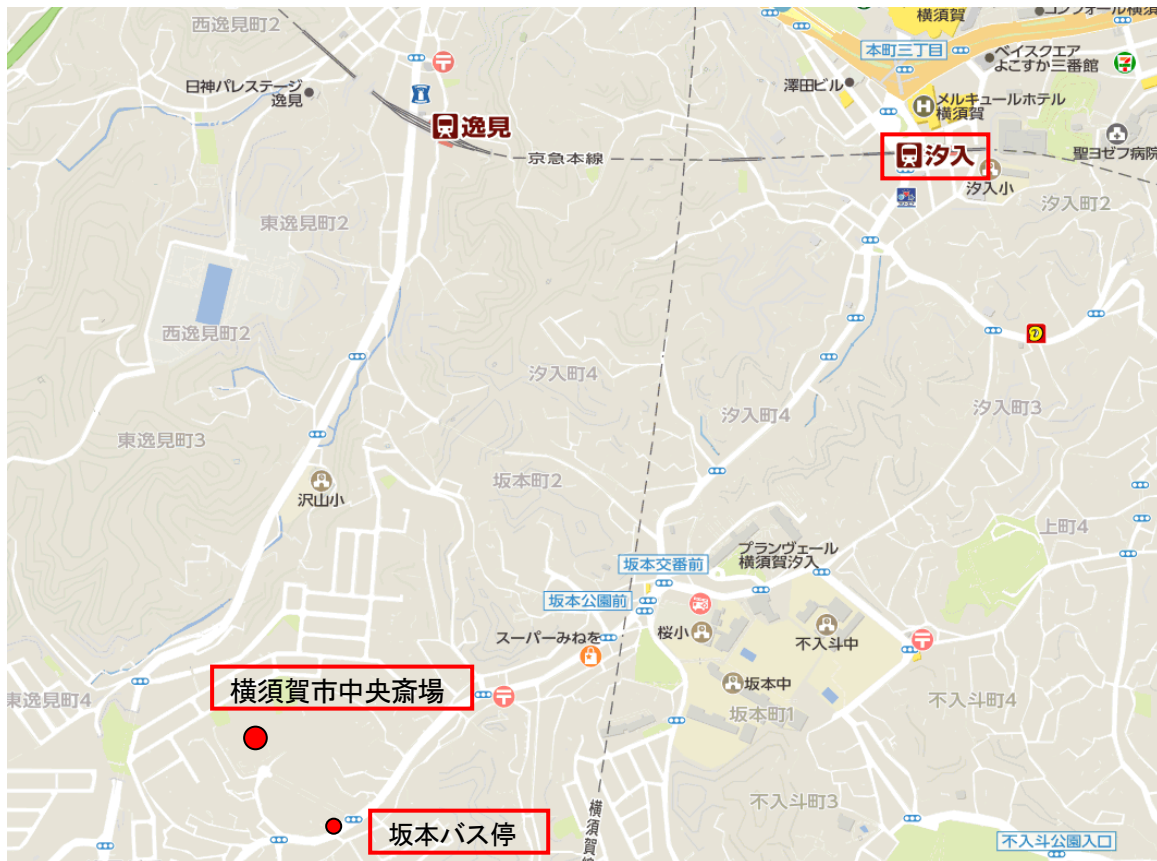 西逸見町2
横須賀
コンフォール横須
本町三丁目
ベイスクエア
よこすか三番館
日神パレステージ
逸見
澤田ビル
メルキュールホテル
横須賀
逸見
京急本線
汐入
聖ヨゼフ病院
汐入小
汐入町2
東逸見町2
西逸見町2
汐入町4
汐入町4
汐入町3
東逸見町3
沢山小
坂本町2
上町4
坂本交番前
ブランヴェール
横須賀汐入
坂本公園前
スーパーみねを
桜小
不入斗中
横須賀市中央斎場
東逸見町4
坂本中
坂本町1
不入斗町4
不入斗町3
横須賀線
坂本バス停
不入斗公園入口